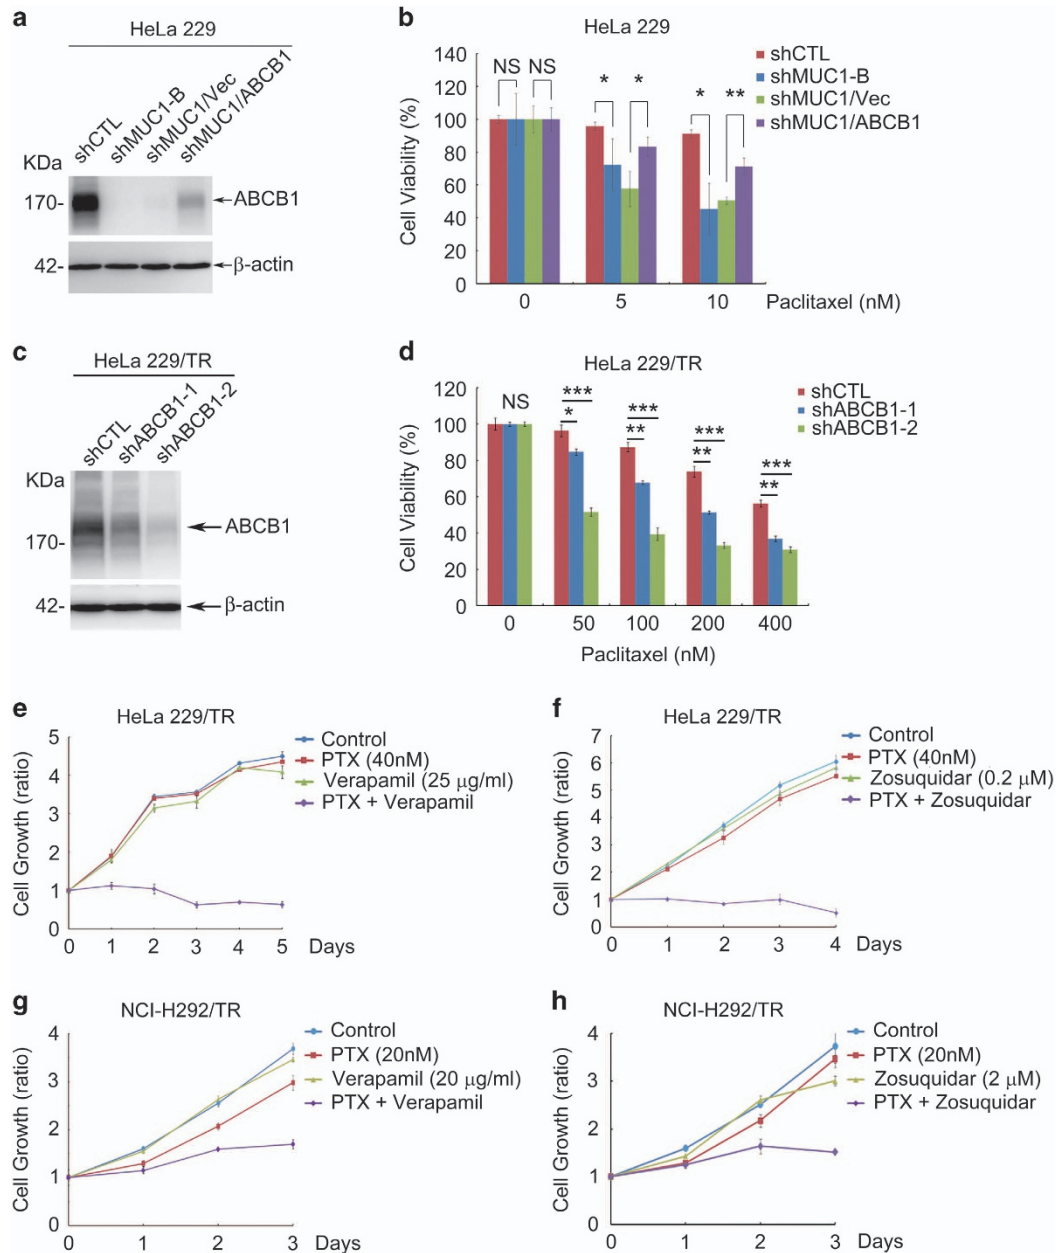 a
HeLa 229
shCTL
shMUC1-B
shMUC1/Vec
shMUC1/ABCB1
KDa
170-
ABCB1
42-
β-actin
b
HeLa 229
Cell Viability (%)
140
120
100
80
60
40
20
0
NS NS
* *
* **
shCTL
shMUC1-B
shMUC1/Vec
shMUC1/ABCB1
0 5 10 Paclitaxel (nM)
c
HeLa 229/TR
shCTL
shABCB1-1
shABCB1-2
KDa
170-
ABCB1
42-
β-actin
d
HeLa 229/TR
Cell Viability (%)
120
100
80
60
40
20
0
NS
***
*
***
**
***
**
***
**
shCTL
shABCB1-1
shABCB1-2
0 50 100 200 400
Paclitaxel (nM)
e
HeLa 229/TR
Cell Growth (ratio)
5
4
3
2
1
0
Control
PTX (40nM)
Verapamil (25 μg/ml)
PTX + Verapamil
0 1 2 3 4 5 Days
f
HeLa 229/TR
Cell Growth (ratio)
7
6
5
4
3
2
1
0
Control
PTX (40nM)
Zosuquidar (0.2 μM)
PTX + Zosuquidar
0 1 2 3 4 Days
g
NCI-H292/TR
Cell Growth (ratio)
4
3
2
1
0
Control
PTX (20nM)
Verapamil (20 μg/ml)
PTX + Verapamil
0 1 2 3 Days
h
NCI-H292/TR
Cell Growth (ratio)
4
3
2
1
0
Control
PTX (20nM)
Zosuquidar (2 μM)
PTX + Zosuquidar
0 1 2 3 Days